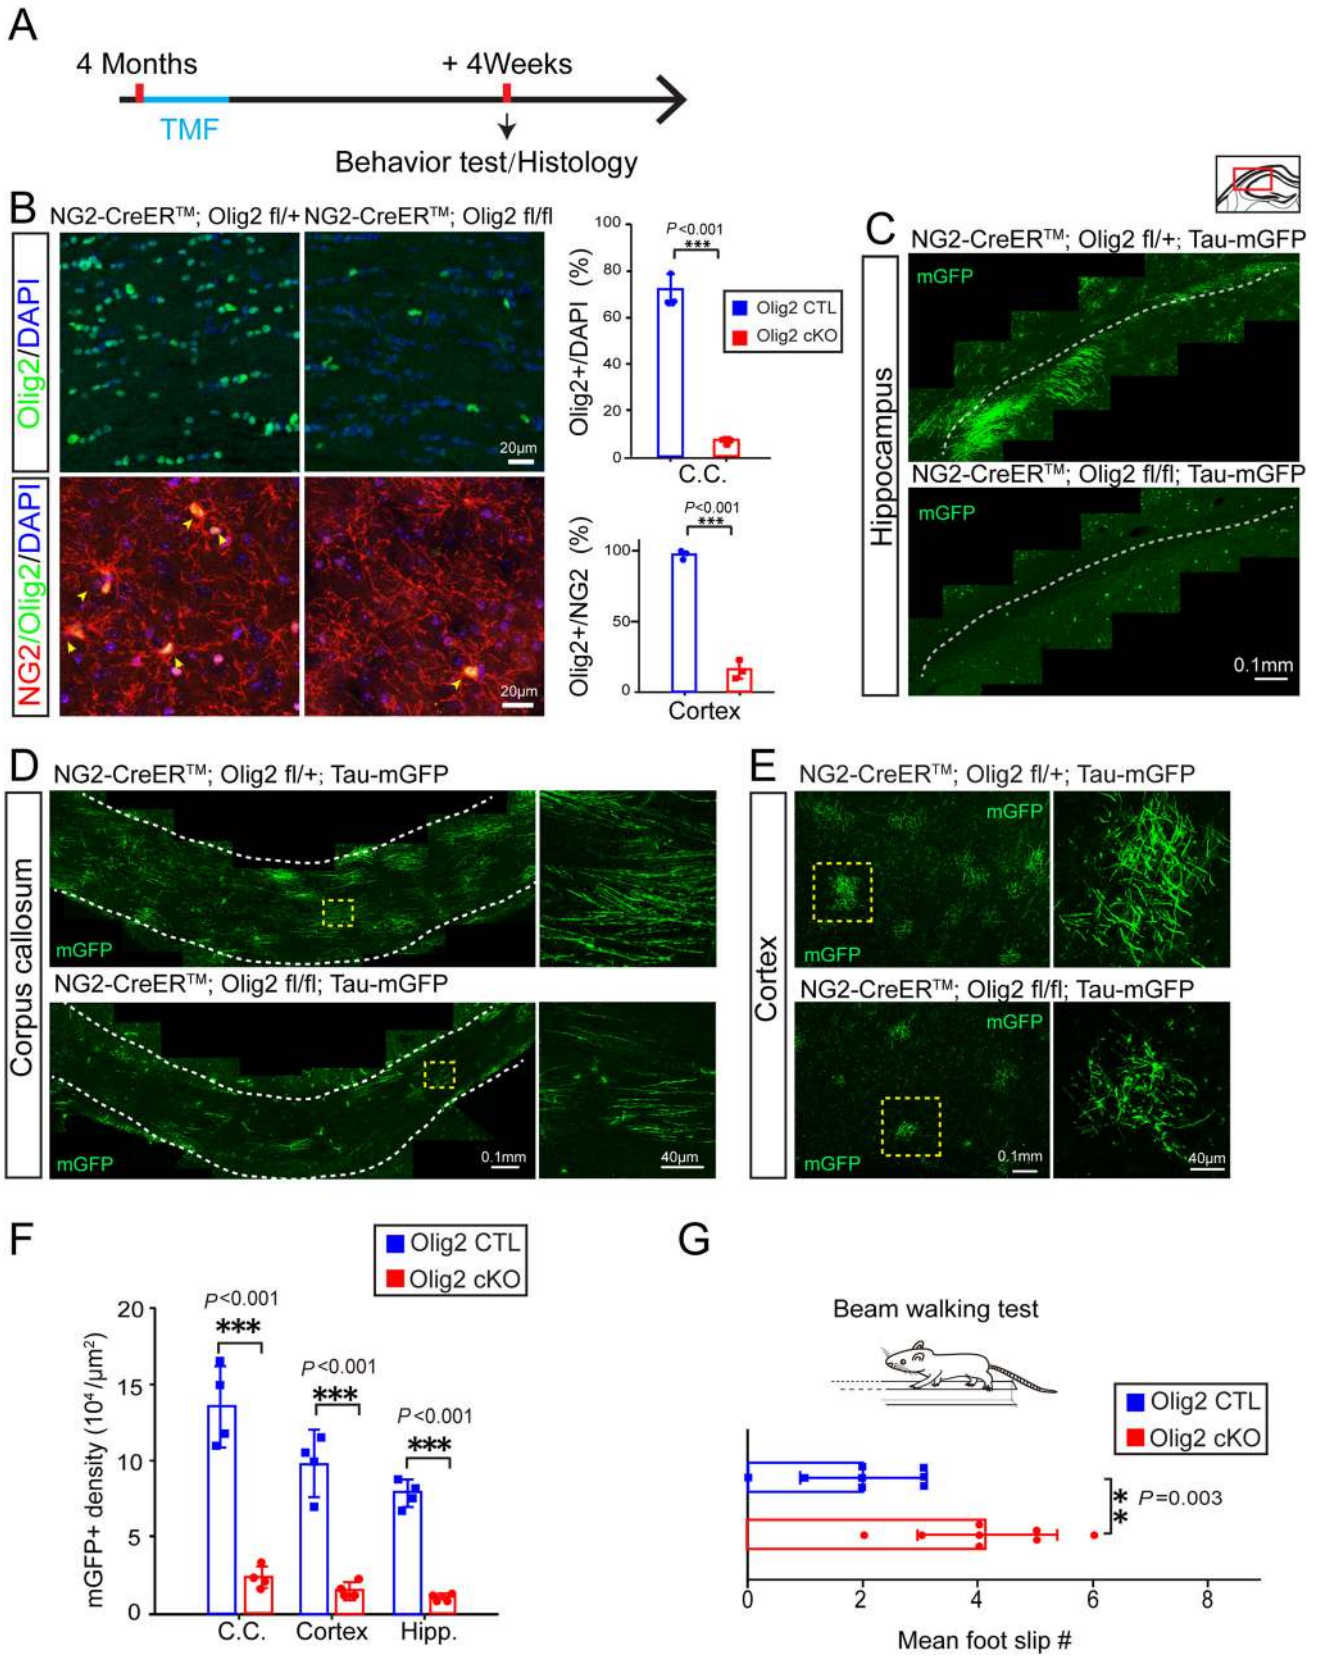 A
4 Months
+ 4Weeks
TMF
Behavior test/Histology
B
NG2-CreER™; Olig2 fl/+
NG2-CreER™; Olig2 fl/fl
Olig2/DAPI
20µm
NG2/Olig2/DAPI
20µm
Olig2+/DAPI (%)
100
80
60
40
20
0
P<0.001
***
C.C.
Olig2 CTL
Olig2 cKO
Olig2+/NG2 (%)
100
50
0
P<0.001
***
Cortex
C
NG2-CreER™; Olig2 fl/+; Tau-mGFP
mGFP
Hippocampus
NG2-CreER™; Olig2 fl/fl; Tau-mGFP
mGFP
0.1mm
D
NG2-CreER™; Olig2 fl/+; Tau-mGFP
Corpus callosum
mGFP
NG2-CreER™; Olig2 fl/fl; Tau-mGFP
mGFP
0.1mm
40µm
E
NG2-CreER™; Olig2 fl/+; Tau-mGFP
Cortex
mGFP
mGFP
NG2-CreER™; Olig2 fl/fl; Tau-mGFP
mGFP
mGFP
0.1mm
40µm
F
Olig2 CTL
Olig2 cKO
mGFP+ density (10⁴/µm²)
20
15
10
5
0
P<0.001
***
P<0.001
***
P<0.001
***
C.C.
Cortex
Hipp.
G
Beam walking test
Olig2 CTL
Olig2 cKO
** P=0.003
0 2 4 6 8
Mean foot slip #